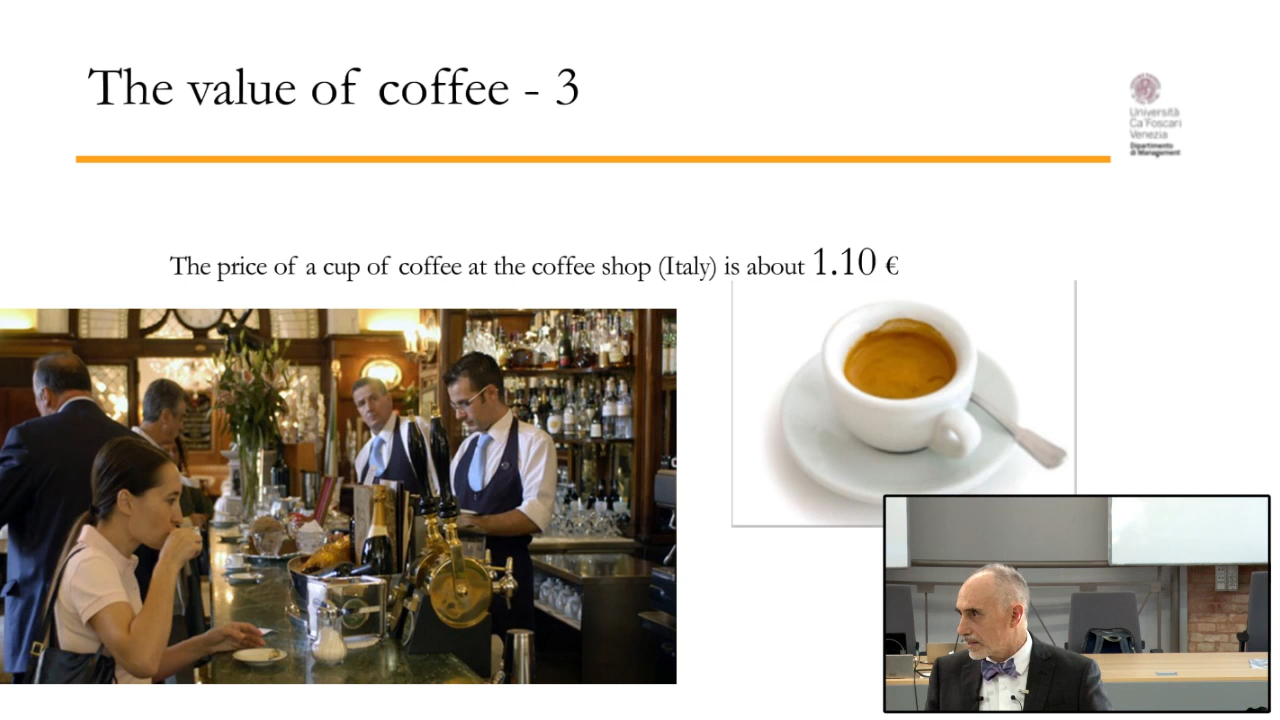 The value of coffee - 3
Università
Ca'Foscari
Venezia
Dipartimento
di Management
The price of a cup of coffee at the coffee shop (Italy) is about 1.10 €